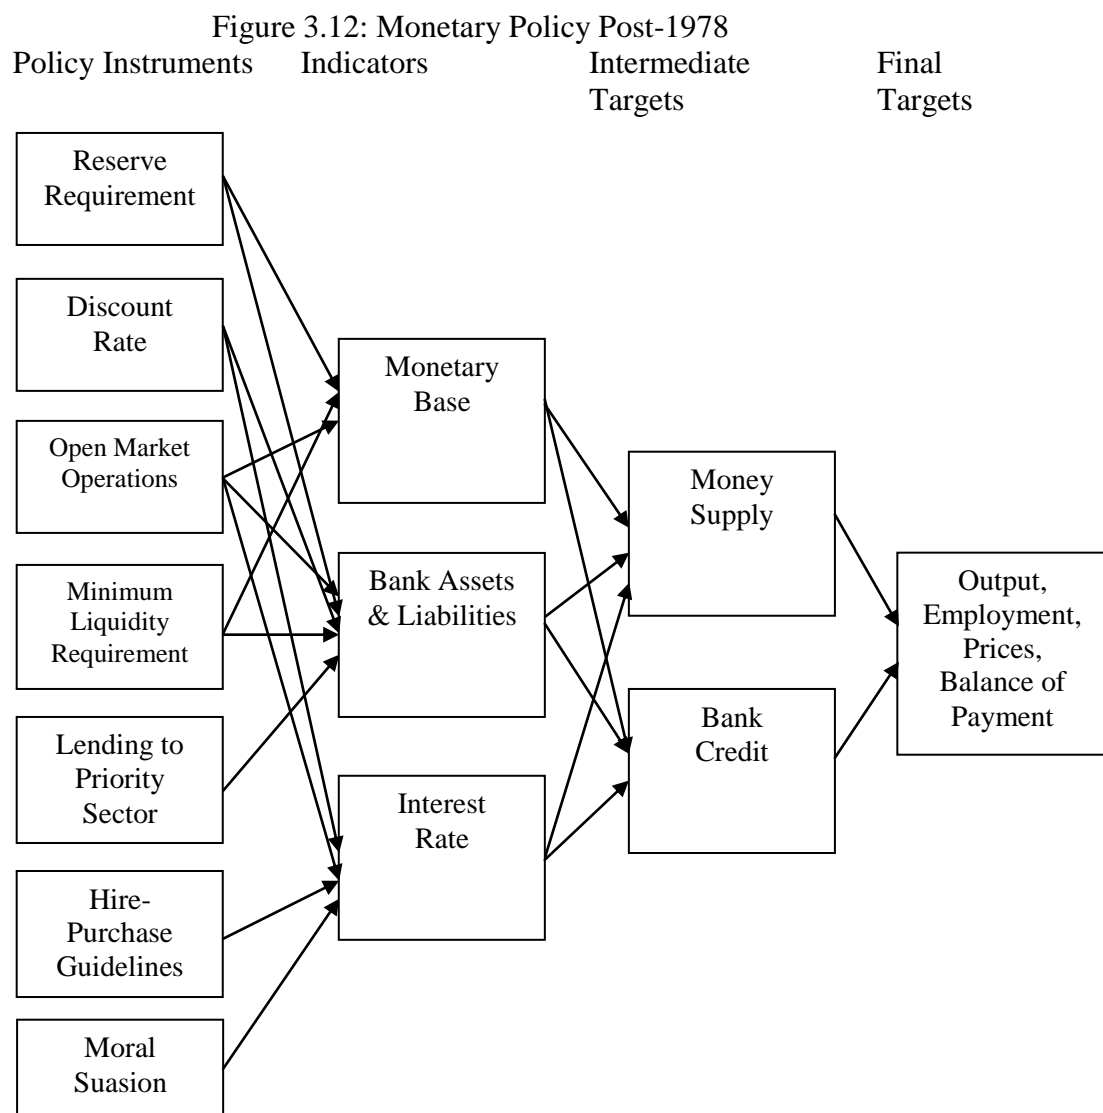 Figure 3.12: Monetary Policy Post-1978
Policy Instruments
Indicators
Intermediate
Targets
Final
Targets
Reserve
Requirement
Discount
Rate
Open Market
Operations
Minimum
Liquidity
Requirement
Lending to
Priority
Sector
Hire-
Purchase
Guidelines
Moral
Suasion
Monetary
Base
Bank Assets
& Liabilities
Interest
Rate
Money
Supply
Bank
Credit
Output,
Employment,
Prices,
Balance of
Payment